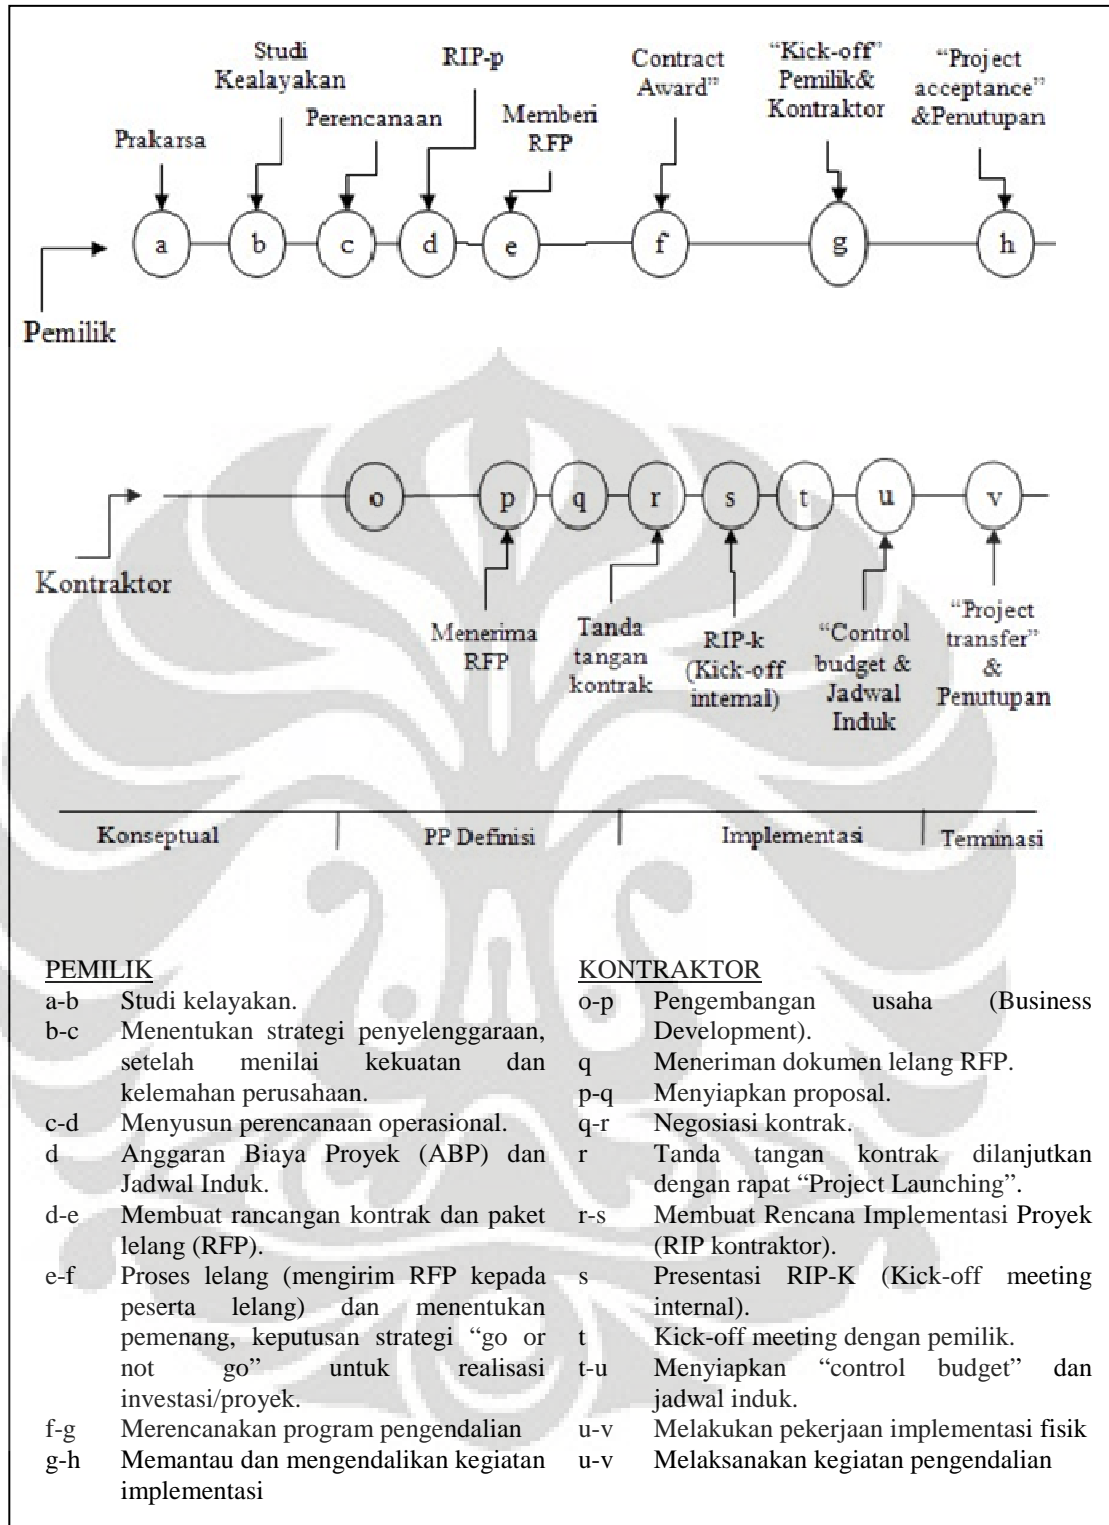 Studi
Kealayakan
RIP-p
Contract
Award”
“Kick-off”
Pemilik&
Kontraktor
“Project
acceptance”
&Penutupan
Prakarsa
Perencanaan
Memberi
RFP
a b c d e f g h
Pemilik
o p q r s t u v
Kontraktor
Menerima
RFP
Tanda
tangan
kontrak
RIP-k
(Kick-off
internal)
“Control
budget &
Jadwal
Induk
“Project
transfer”
&
Penutupan
Konseptual PP Definisi Implementasi Terminasi
PEMILIK
a-b Studi kelayakan.
b-c Menentukan strategi penyelenggaraan,
setelah menilai kekuatan dan
kelemahan perusahaan.
c-d Menyusun perencanaan operasional.
d Anggaran Biaya Proyek (ABP) dan
Jadwal Induk.
d-e Membuat rancangan kontrak dan paket
lelang (RFP).
e-f Proses lelang (mengirim RFP kepada
peserta lelang) dan menentukan
pemenang, keputusan strategi “go or
not go” untuk realisasi
investasi/proyek.
f-g Merencanakan program pengendalian
g-h Memantau dan mengendalikan kegiatan
implementasi
KONTRAKTOR
o-p Pengembangan usaha (Business
Development).
q Meneriman dokumen lelang RFP.
p-q Menyiapkan proposal.
q-r Negosiasi kontrak.
r Tanda tangan kontrak dilanjutkan
dengan rapat “Project Launching”.
r-s Membuat Rencana Implementasi Proyek
(RIP kontraktor).
s Presentasi RIP-K (Kick-off meeting
internal).
t Kick-off meeting dengan pemilik.
t-u Menyiapkan “control budget” dan
jadwal induk.
u-v Melakukan pekerjaan implementasi fisik
u-v Melaksanakan kegiatan pengendalian